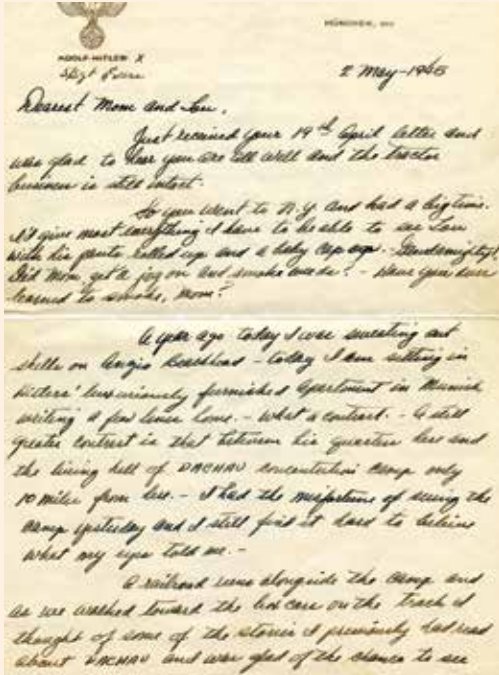 MÜNCHEN, DEN
ADOLF HITLER X
S/Sgt Evers
2 May-1945
Dearest Mom and Lou,
Just received your 19th April letter and
was glad to hear you are all well and the tractor
business is still intact.
So you went to N.Y. and had a big time.
I'd give most everything I have to be able to see Lou
with his pants rolled up and a baby cap on. -
Did Mom get a jag on and smoke - Have you ever
learned to smoke, Mom?
A year ago today I was sweating out
shells on Anzio Beachhead - today I am sitting in
Hitlers' luxuriously furnished apartment in Munich
writing a few lines home. - What a contrast. - A still
greater contrast is that between his quarters here and
the living hell of DACHAU concentration camp only
10 miles from here. - I had the misfortune of seeing the
camp yesterday and I still find it hard to believe
what my eyes told me. -
A railroad runs alongside the camp and
as we walked toward the box cars on the track I
thought of some of the stories I previously had read
about DACHAU and was glad of the chance to see